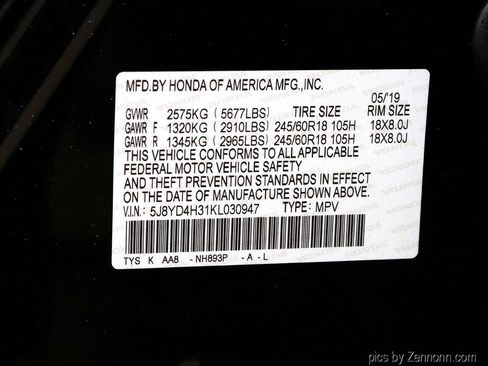 MFD.BY HONDA OF AMERICA MFG.,INC.
05/'19
GVWR 2575KG ( 5677LBS) TIRE SIZE RIM SIZE
GAWR F 1320KG ( 2910LBS) 245/60R18 105H 18X8.0J
GAWR R 1345KG ( 2965LBS) 245/60R18 105H 18X8.0J
THIS VEHICLE CONFORMS TO ALL APPLICABLE
FEDERAL MOTOR VEHICLE SAFETY
AND THEFT PREVENTION STANDARDS IN EFFECT
ON THE DATE OF MANUFACTURE SHOWN ABOVE.
V.I.N.: 5J8YD4H31KL030947 TYPE: MPV
TYS K AA8 -NH893P -A-L
pics by Zennonn.com